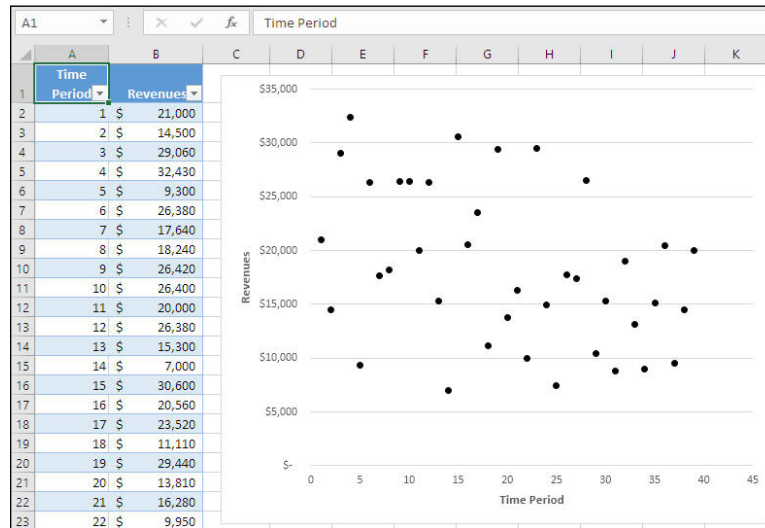 A1 fx Time Period
A B C D E F G H I J K
1 Time Period Revenues
2 1 $ 21,000
3 2 $ 14,500
4 3 $ 29,060
5 4 $ 32,430
6 5 $ 9,300
7 6 $ 26,380
8 7 $ 17,640
9 8 $ 18,240
10 9 $ 26,420
11 10 $ 26,400
12 11 $ 20,000
13 12 $ 26,380
14 13 $ 15,300
15 14 $ 7,000
16 15 $ 30,600
17 16 $ 20,560
18 17 $ 23,520
19 18 $ 11,110
20 19 $ 29,440
21 20 $ 13,810
22 21 $ 16,280
23 22 $ 9,950
$35,000
$30,000
$25,000
$20,000
$15,000
$10,000
$5,000
$-
Revenues
0 5 10 15 20 25 30 35 40 45
Time Period